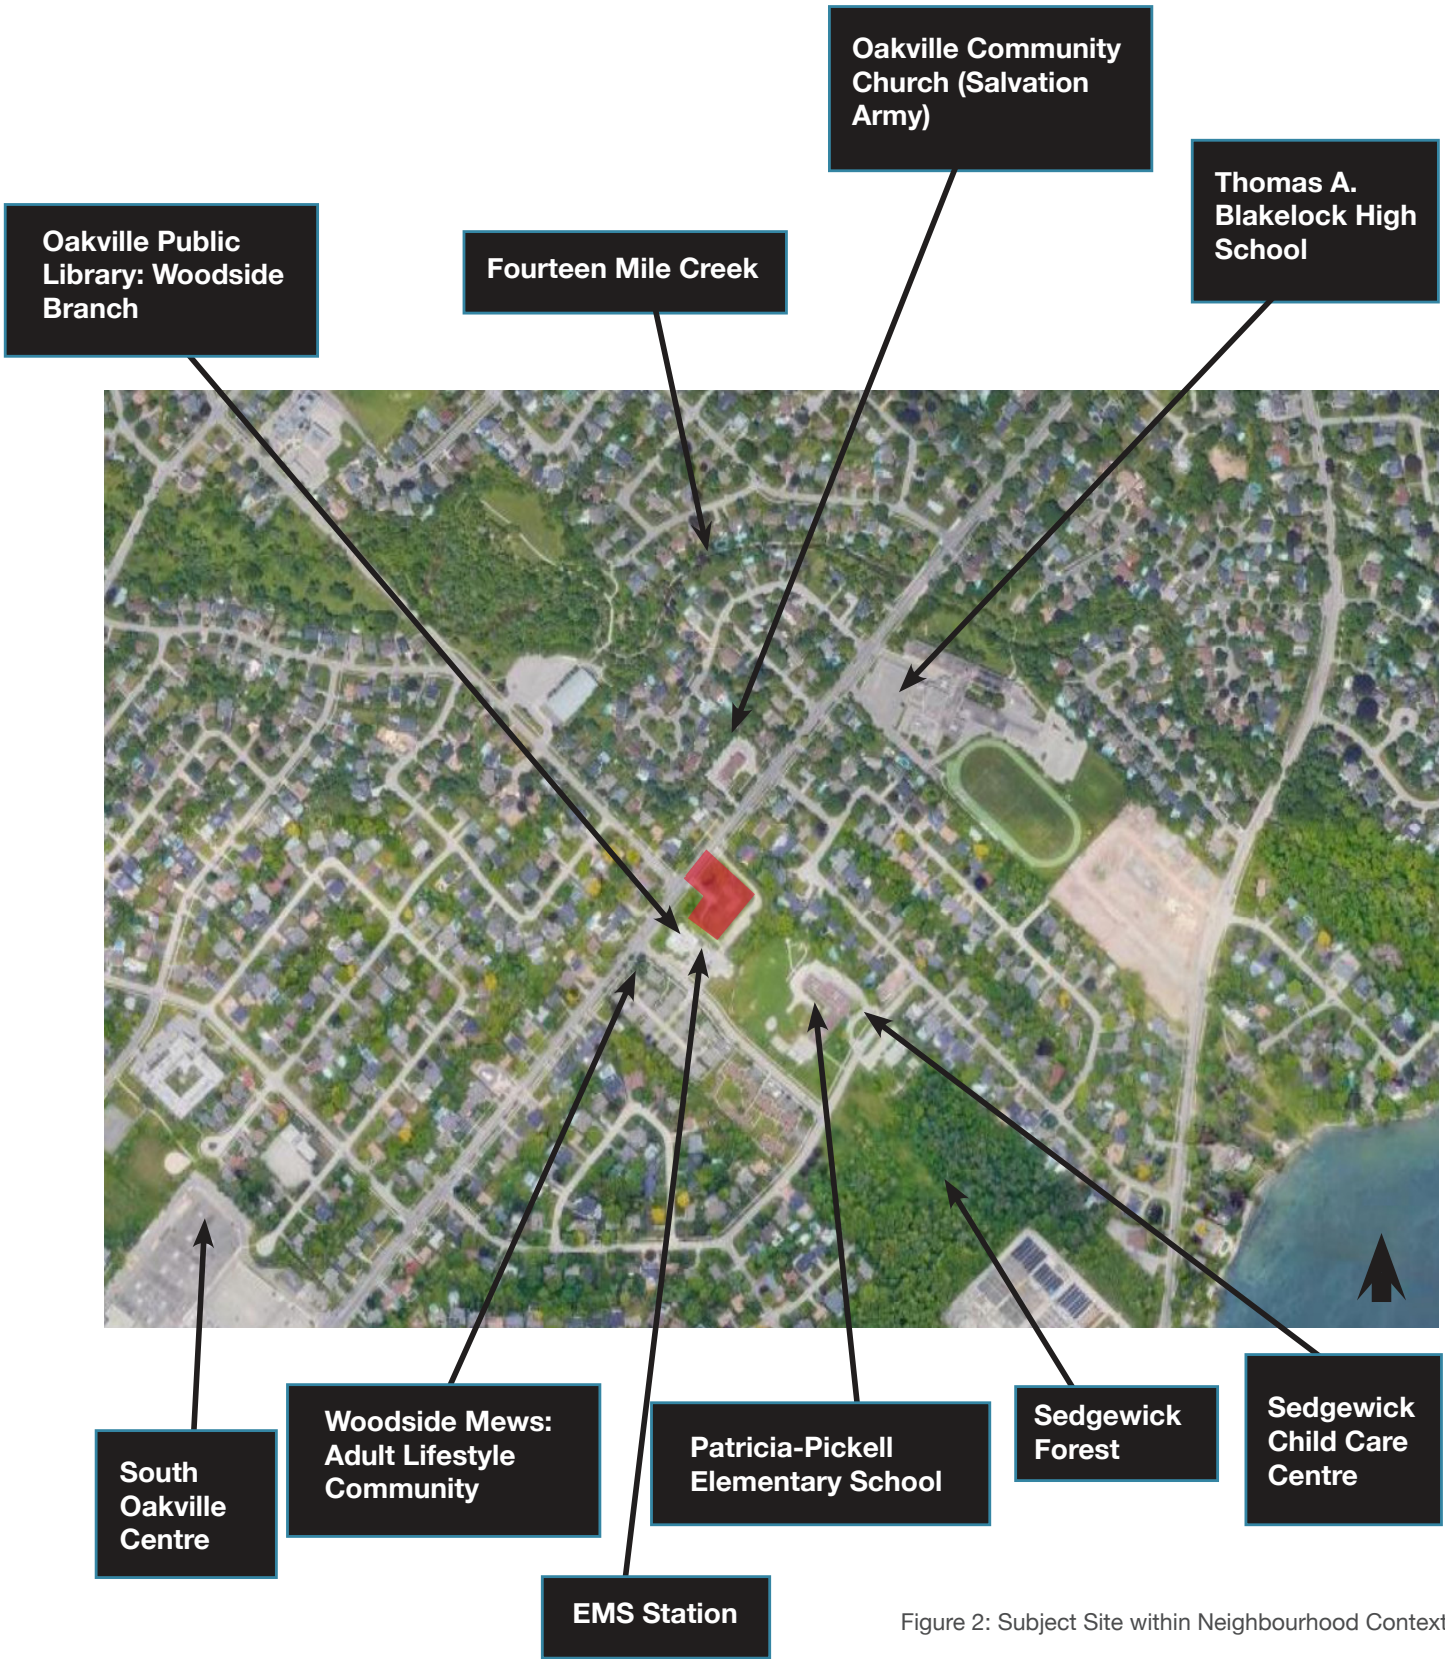 Oakville Community
Church (Salvation
Army)
Thomas A.
Blakelock High
School
Oakville Public
Library: Woodside
Branch
Fourteen Mile Creek
South
Oakville
Centre
Woodside Mews:
Adult Lifestyle
Community
Patricia-Pickell
Elementary School
Sedgewick
Forest
Sedgewick
Child Care
Centre
EMS Station
Figure 2: Subject Site within Neighbourhood Context